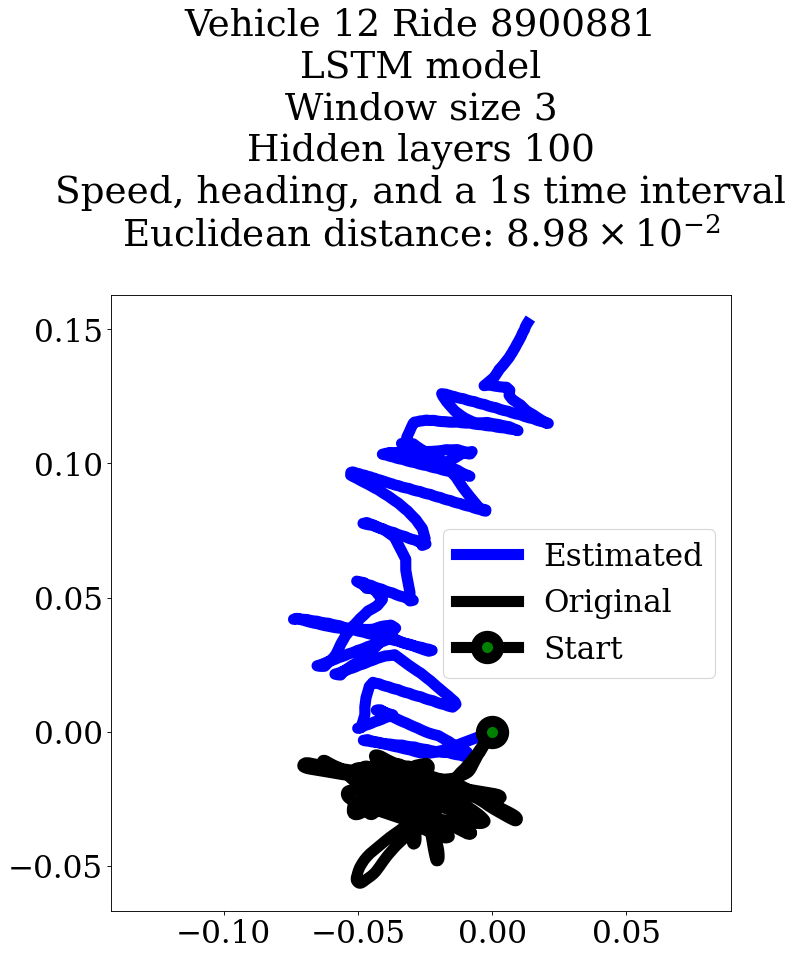 Vehicle 12 Ride 8900881
LSTM model
Window size 3
Hidden layers 100
Speed, heading, and a 1s time interval
Euclidean distance: 8.98 × 10⁻²
0.15
0.10
0.05
0.00
−0.05
Estimated
Original
Start
−0.10
−0.05
0.00
0.05